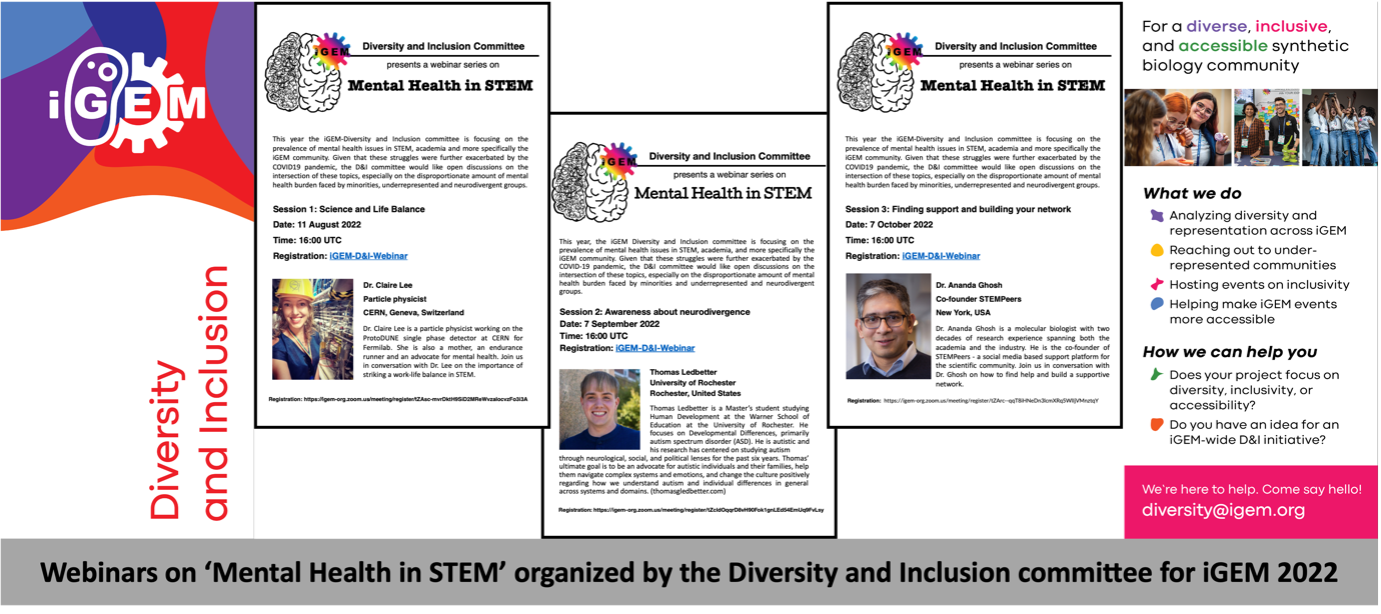 iGEM
Diversity
and Inclusion
iGEM
Diversity and Inclusion Committee
presents a webinar series on
Mental Health in STEM
This year the iGEM-Diversity and Inclusion committee is focusing on the
prevalence of mental health issues in STEM, academia and more specifically the
iGEM community. Given that these struggles were further exacerbated by the
COVID19 pandemic, the D&I committee would like open discussions on the
intersection of these topics, especially on the disproportionate amount of mental
health burden faced by minorities, underrepresented and neurodivergent groups.
Session 1: Science and Life Balance
Date: 11 August 2022
Time: 16:00 UTC
Registration: iGEM-D&I-Webinar
Dr. Claire Lee
Particle physicist
CERN, Geneva, Switzerland
Dr. Claire Lee is a particle physicist working on the
ProtoDUNE single phase detector at CERN for
Fermilab. She is also a mother, an endurance
runner and an advocate for mental health. Join us
in conversation with Dr. Lee on the importance of
striking a work-life balance in STEM.
Registration:
iGEM
Diversity and Inclusion Committee
presents a webinar series on
Mental Health in STEM
This year, the iGEM Diversity and Inclusion committee is focusing on the
prevalence of mental health issues in STEM, academia, and more specifically the
iGEM community. Given that these struggles were further exacerbated by the
COVID-19 pandemic, the D&I committee would like open discussions on the
intersection of these topics, especially on the disproportionate amount of mental
health burden faced by minorities and underrepresented and neurodivergent
groups.
Session 2: Awareness about neurodivergence
Date: 7 September 2022
Time: 16:00 UTC
Registration: iGEM-D&I-Webinar
Thomas Ledbetter
University of Rochester
Rochester, United States
Thomas Ledbetter is a Master's student studying
Human Developmental at the Warner School of
Education at the University of Rochester. He
focuses on Developmental Differences, primarily
autism spectrum disorder (ASD). He is autistic and
his research has centered on studying autism
through neurological, social, and political lenses for the past six years. Thomas'
ultimate goal is to be an advocate for autistic individuals and their families, help
them navigate complex systems and emotions, and change the culture positively
regarding how we understand autism and individual differences in general
across systems and domains. (thomasgledbetter.com)
Registration:
iGEM
Diversity and Inclusion Committee
presents a webinar series on
Mental Health in STEM
This year the iGEM-Diversity and Inclusion committee is focusing on the
prevalence of mental health issues in STEM, academia and more specifically the
iGEM community. Given that these struggles were further exacerbated by the
COVID19 pandemic, the D&I committee would like open discussions on the
intersection of these topics, especially on the disproportionate amount of mental
health burden faced by minorities, underrepresented and neurodivergent groups.
Session 3: Finding support and building your network
Date: 7 October 2022
Time: 16:00 UTC
Registration: iGEM-D&I-Webinar
Dr. Ananda Ghosh
Co-founder STEMPeers
New York, USA
Dr. Ananda Ghosh is a molecular biologist with two
decades of research experience spanning both the
academia and the industry. He is the co-founder of
STEMPeers - a social media based support platform for
the scientific community. Join us in conversation with
Dr. Ghosh on how to find help and build a supportive
network.
Registration:
For a diverse, inclusive,
and accessible synthetic
biology community
What we do
Analyzing diversity and
representation across iGEM
Reaching out to under-
represented communities
Hosting events on inclusivity
Helping make iGEM events
more accessible
How we can help you
Does your project focus on
diversity, inclusivity, or
accessibility?
Do you have an idea for an
iGEM-wide D&I initiative?
We're here to help. Come say hello!
diversity@igem.org
Webinars on ‘Mental Health in STEM’ organized by the Diversity and Inclusion committee for iGEM 2022